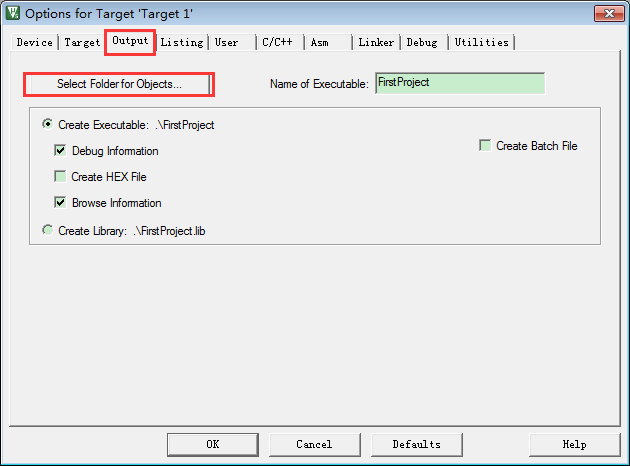 Options for Target 'Target 1'
Device Target Output Listing User C/C++ Asm Linker Debug Utilities
Select Folder for Objects... Name of Executable: FirstProject
Create Executable: .\FirstProject
Debug Information Create Batch File
Create HEX File
Browse Information
Create Library: .\FirstProject.lib
OK Cancel Defaults Help